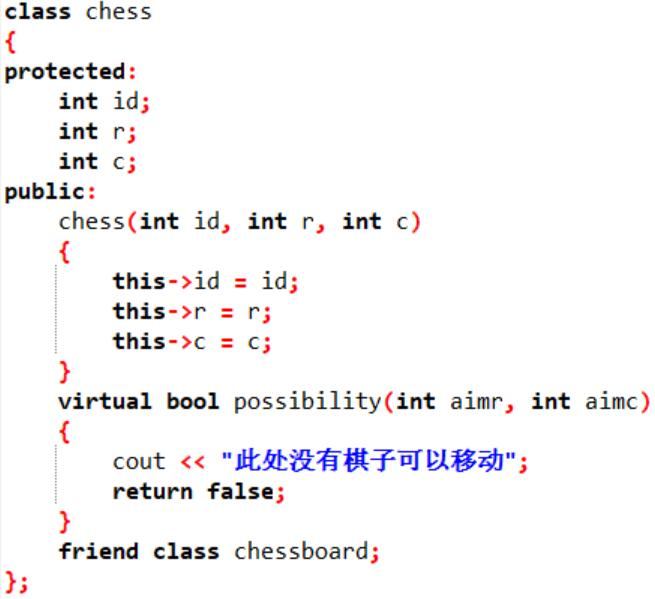 class chess
{
protected:
    int id;
    int r;
    int c;
public:
    chess(int id, int r, int c)
    {
        this->id = id;
        this->r = r;
        this->c = c;
    }
    virtual bool possibility(int aimr, int aimc)
    {
        cout << "此处没有棋子可以移动";
        return false;
    }
    friend class chessboard;
};